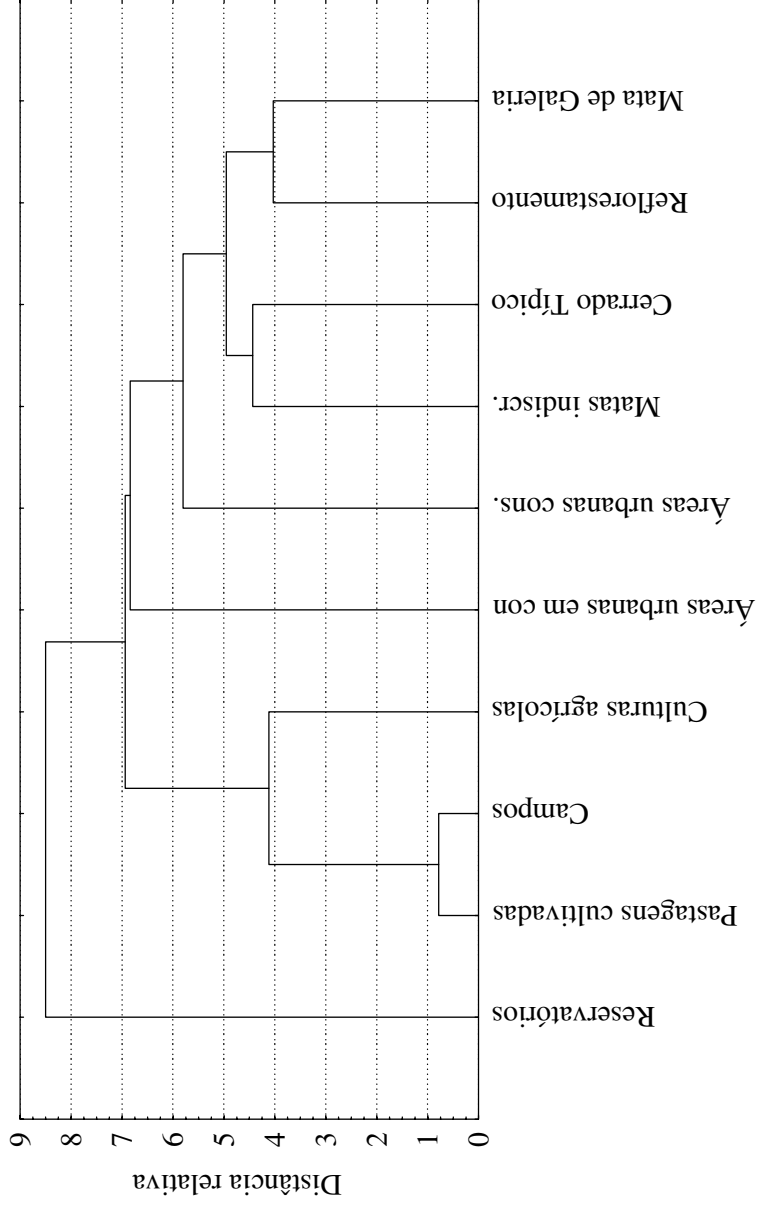 Mata de Galeria
Reflorestamento
Cerrado Típico
Matas indiscr.
Áreas urbanas cons.
Áreas urbanas em con
Culturas agrícolas
Campos
Pastagens cultivadas
Reservatórios
9
8
7
6
5
4
3
2
1
0
Distância relativa